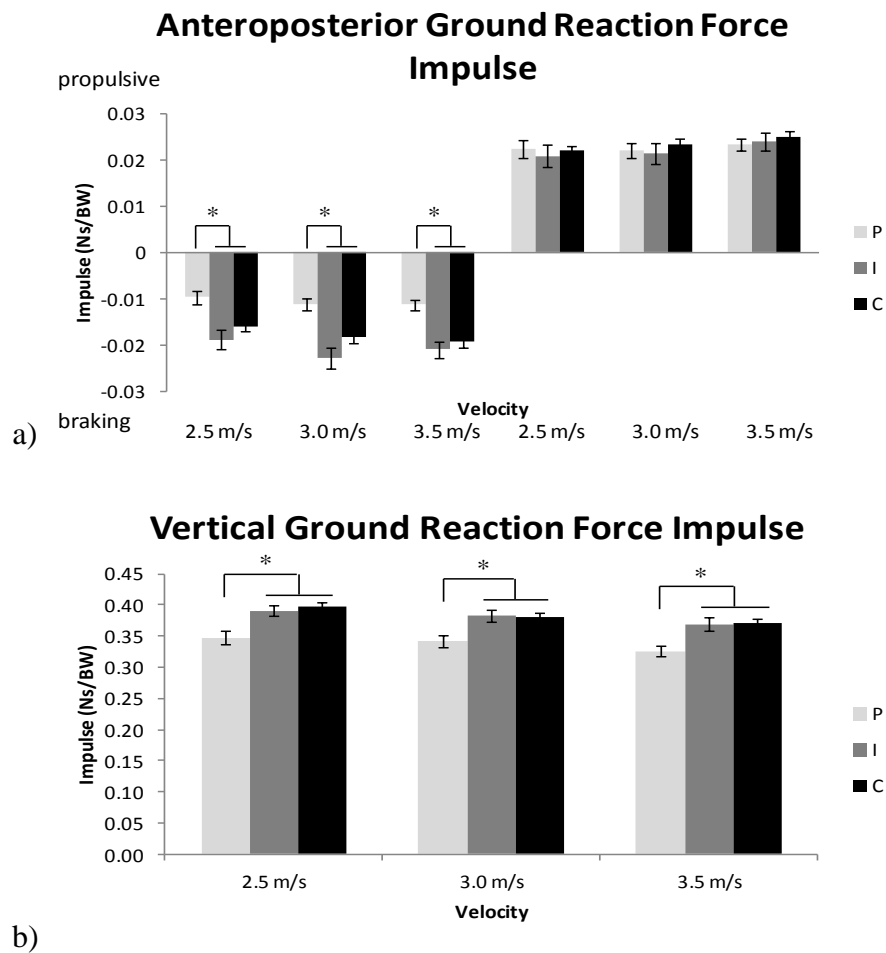 Anteroposterior Ground Reaction Force
Impulse
propulsive
0.03
0.02
0.01
0
-0.01
-0.02
-0.03
Impulse (Ns/BW)
* * *
P
I
C
braking
Velocity
2.5 m/s 3.0 m/s 3.5 m/s 2.5 m/s 3.0 m/s 3.5 m/s
a)
Vertical Ground Reaction Force Impulse
0.45
0.40
0.35
0.30
0.25
0.20
0.15
0.10
0.05
0.00
Impulse (Ns/BW)
* * *
P
I
C
2.5 m/s 3.0 m/s 3.5 m/s
Velocity
b)